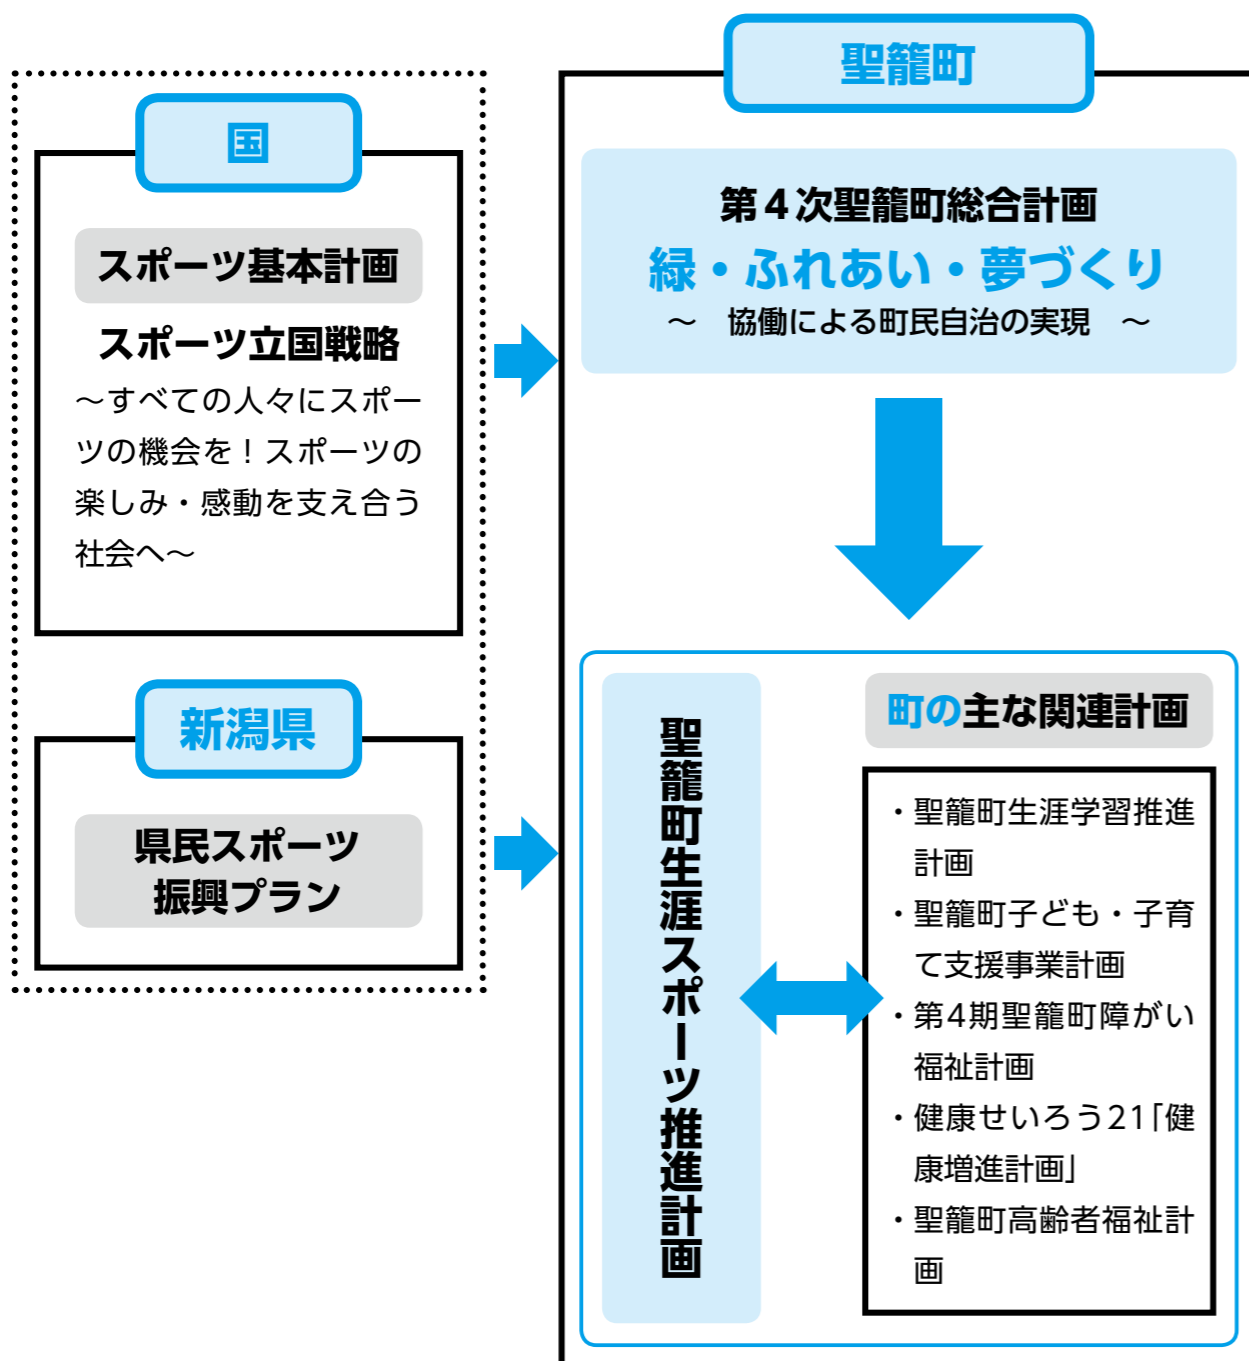 国
スポーツ基本計画
スポーツ立国戦略
～すべての人々にスポー
ツの機会を！スポーツの
楽しみ・感動を支え合う
社会へ～
新潟県
県民スポーツ
振興プラン
聖籠町
第４次聖籠町総合計画
緑・ふれあい・夢づくり
～　協働による町民自治の実現　～
聖籠町生涯スポーツ推進計画
町の主な関連計画
・聖籠町生涯学習推進
計画
・聖籠町子ども・子育
て支援事業計画
・第4期聖籠町障がい
福祉計画
・健康せいろう21「健
康増進計画」
・聖籠町高齢者福祉計
画